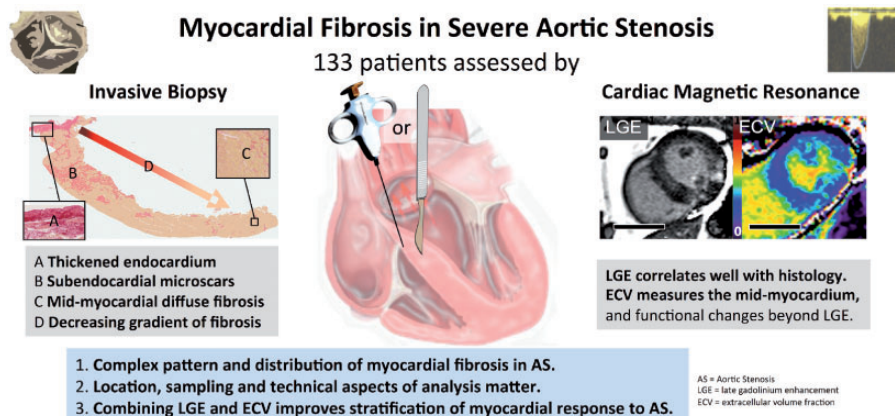 Myocardial Fibrosis in Severe Aortic Stenosis
133 patients assessed by
Invasive Biopsy
A
B
C
D
A Thickened endocardium
B Subendocardial microscars
C Mid-myocardial diffuse fibrosis
D Decreasing gradient of fibrosis
or
Cardiac Magnetic Resonance
LGE
ECV
0
LGE correlates well with histology.
ECV measures the mid-myocardium,
and functional changes beyond LGE.
1. Complex pattern and distribution of myocardial fibrosis in AS.
2. Location, sampling and technical aspects of analysis matter.
3. Combining LGE and ECV improves stratification of myocardial response to AS.
AS = Aortic Stenosis
LGE = late gadolinium enhancement
ECV = extracellular volume fraction